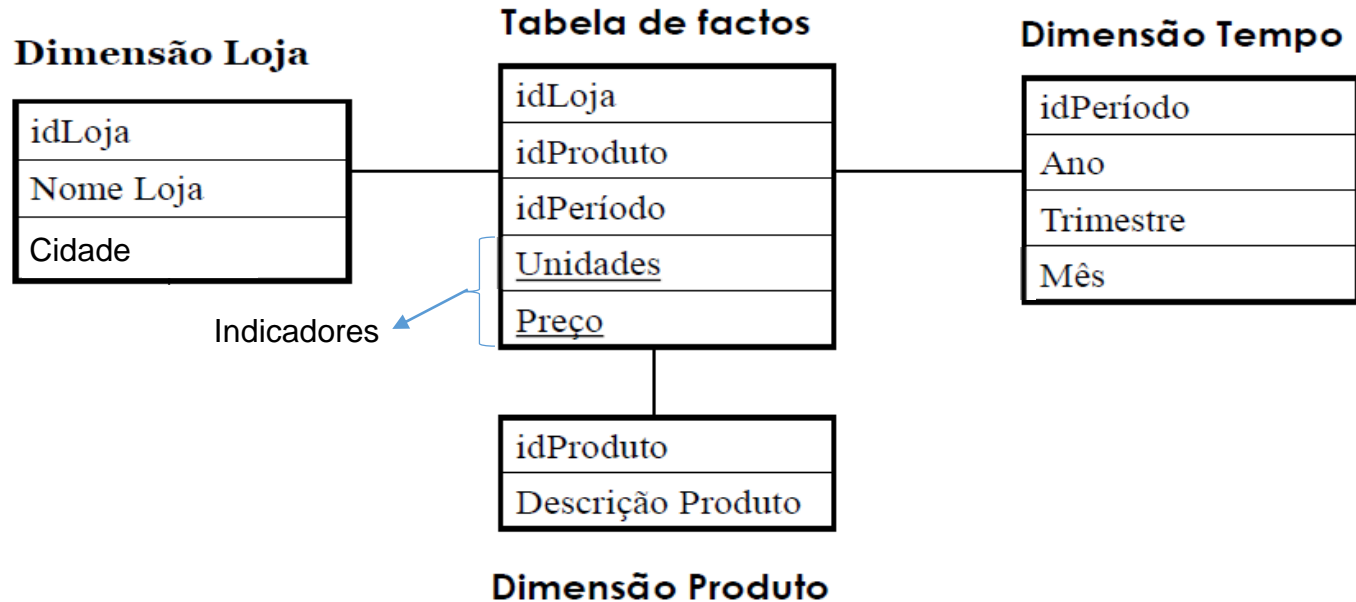 Dimensão Loja
idLoja
Nome Loja
Cidade
Tabela de factos
idLoja
idProduto
idPeríodo
Unidades
Preço
Indicadores
Dimensão Tempo
idPeríodo
Ano
Trimestre
Mês
idProduto
Descrição Produto
Dimensão Produto